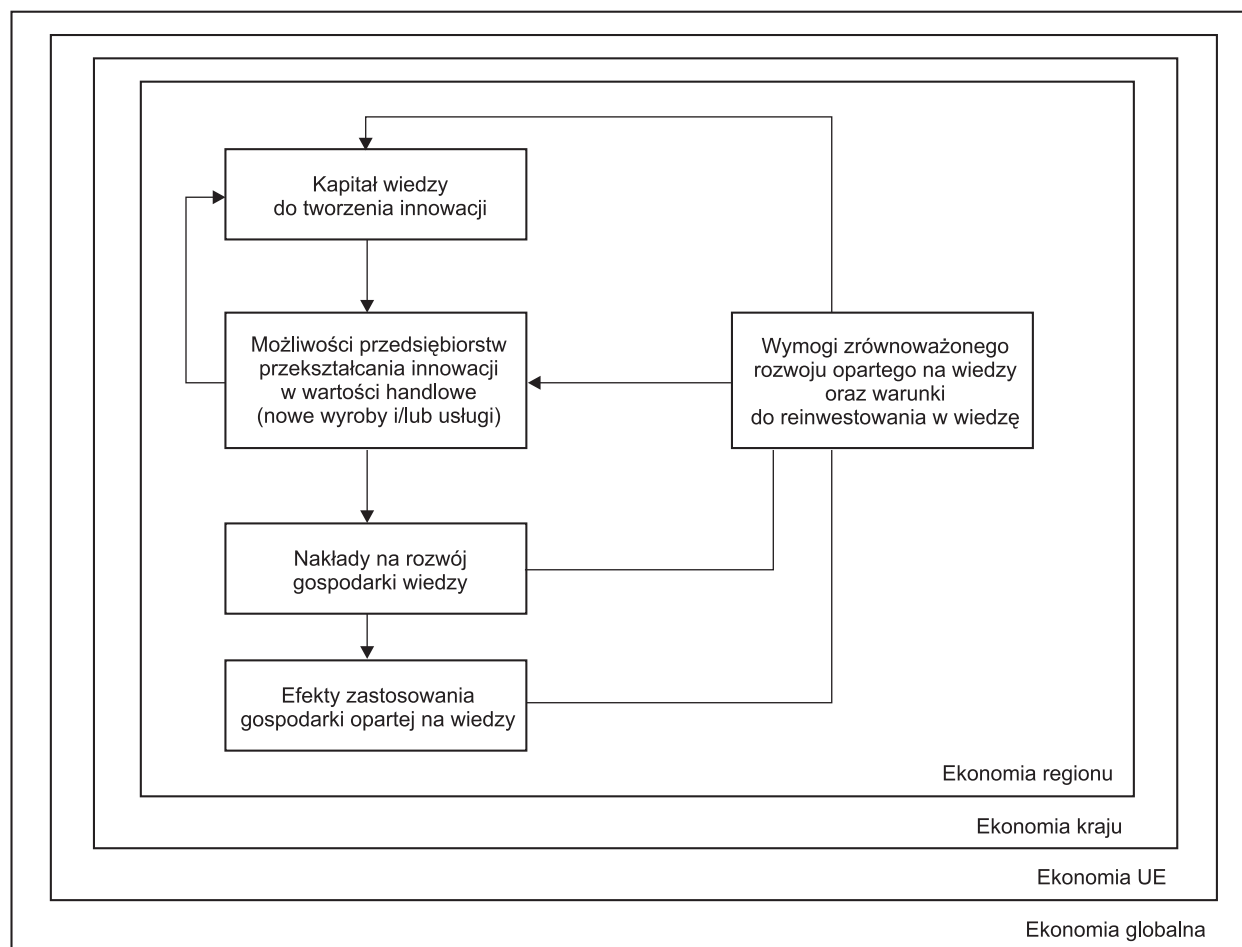 Kapitał wiedzy
do tworzenia innowacji
Możliwości przedsiębiorstw
przekształcania innowacji
w wartości handlowe
(nowe wyroby i/lub usługi)
Wymogi zrównoważonego
rozwoju opartego na wiedzy
oraz warunki
do reinwestowania w wiedzę
Nakłady na rozwój
gospodarki wiedzy
Efekty zastosowania
gospodarki opartej na wiedzy
Ekonomia regionu
Ekonomia kraju
Ekonomia UE
Ekonomia globalna